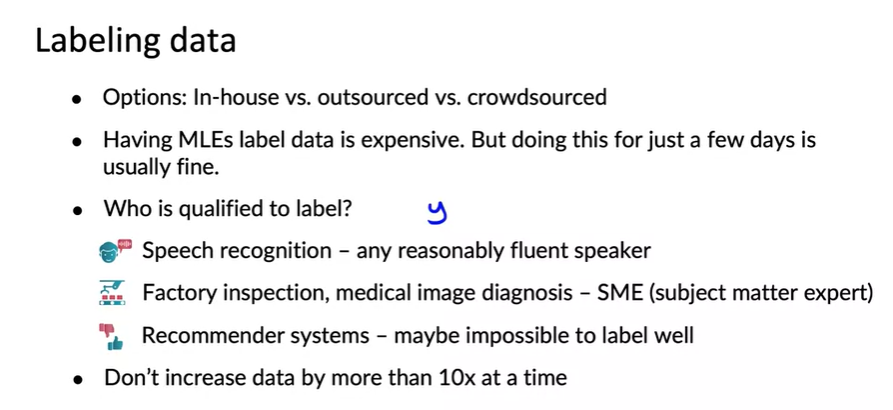 Labeling data
• Options: In-house vs. outsourced vs. crowdsourced
• Having MLEs label data is expensive. But doing this for just a few days is
usually fine.
• Who is qualified to label? y
Speech recognition – any reasonably fluent speaker
Factory inspection, medical image diagnosis – SME (subject matter expert)
Recommender systems – maybe impossible to label well
• Don’t increase data by more than 10x at a time